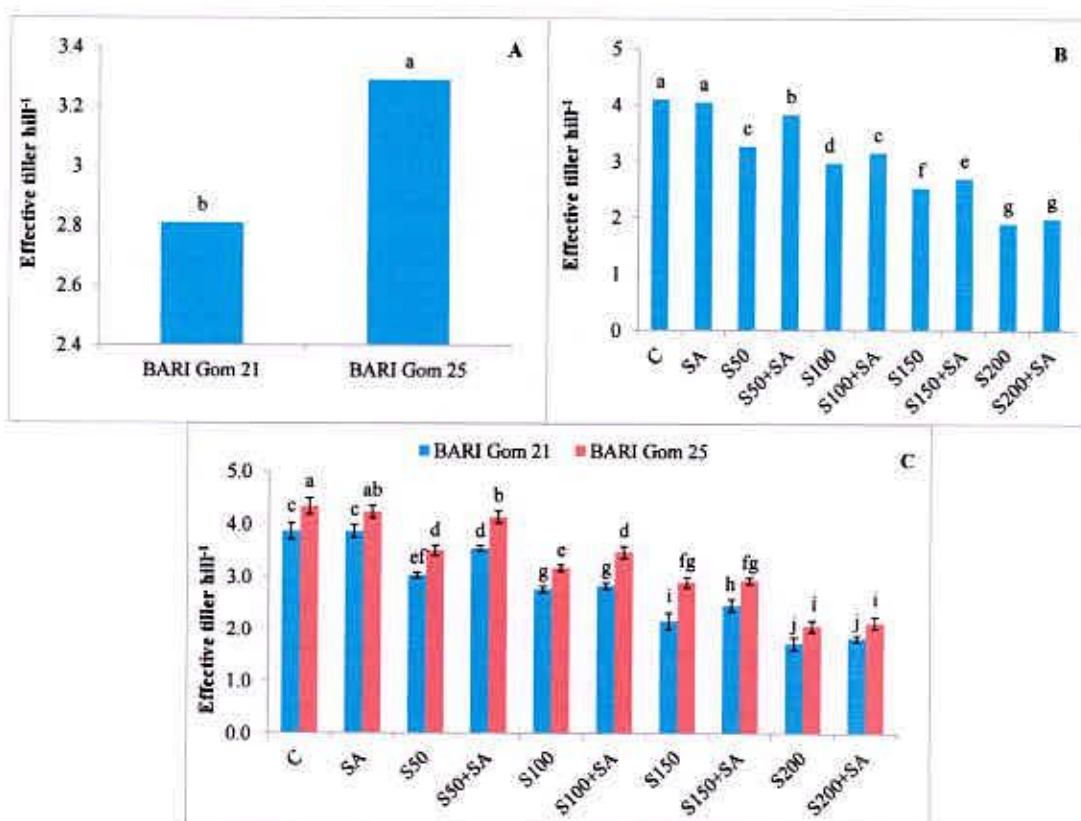 A
Effective tiller hill-1
3.4
3.2
3
2.8
2.6
2.4
b
a
BARI Gom 21
BARI Gom 25
B
Effective tiller hill-1
5
4
3
2
1
0
a
a
c
b
d
c
f
e
g
g
C
SA
S50
S50+SA
S100
S100+SA
S150
S150+SA
S200
S200+SA
BARI Gom 21
BARI Gom 25
C
Effective tiller hill-1
5.0
4.0
3.0
2.0
1.0
0.0
c
a
c
ab
ef
d
d
b
g
e
g
d
i
fg
h
fg
j
i
j
i
C
SA
S50
S50+SA
S100
S100+SA
S150
S150+SA
S200
S200+SA